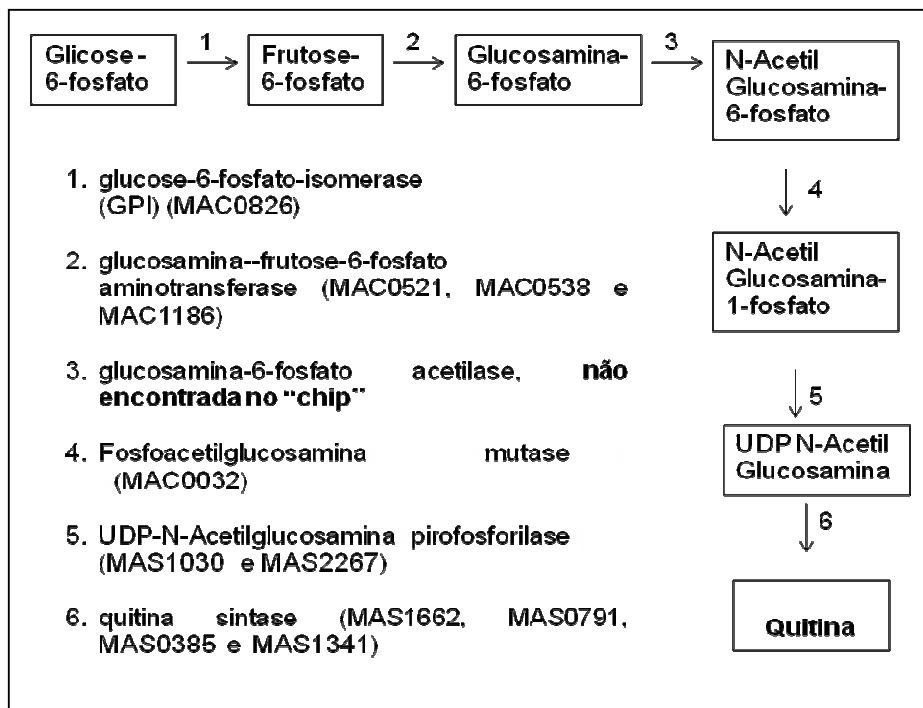 Glicose-
6-fosfato
1
Frutose-
6-fosfato
2
Glucosamina-
6-fosfato
3
N-Acetil
Glucosamina-
6-fosfato
4
N-Acetil
Glucosamina-
1-fosfato
5
UDP N-Acetil
Glucosamina
6
Quitina
1. glucose-6-fosfato-isomerase
(GPI) (MAC0826)
2. glucosamina--frutose-6-fosfato
aminotransferase (MAC0521, MAC0538 e
MAC1186)
3. glucosamina-6-fosfato acetilase, não
encontrada no “chip”
4. Fosfoacetilglucosamina mutase
(MAC0032)
5. UDP-N-Acetilglucosamina pirofosforilase
(MAS1030 e MAS2267)
6. quitina sintase (MAS1662, MAS0791,
MAS0385 e MAS1341)